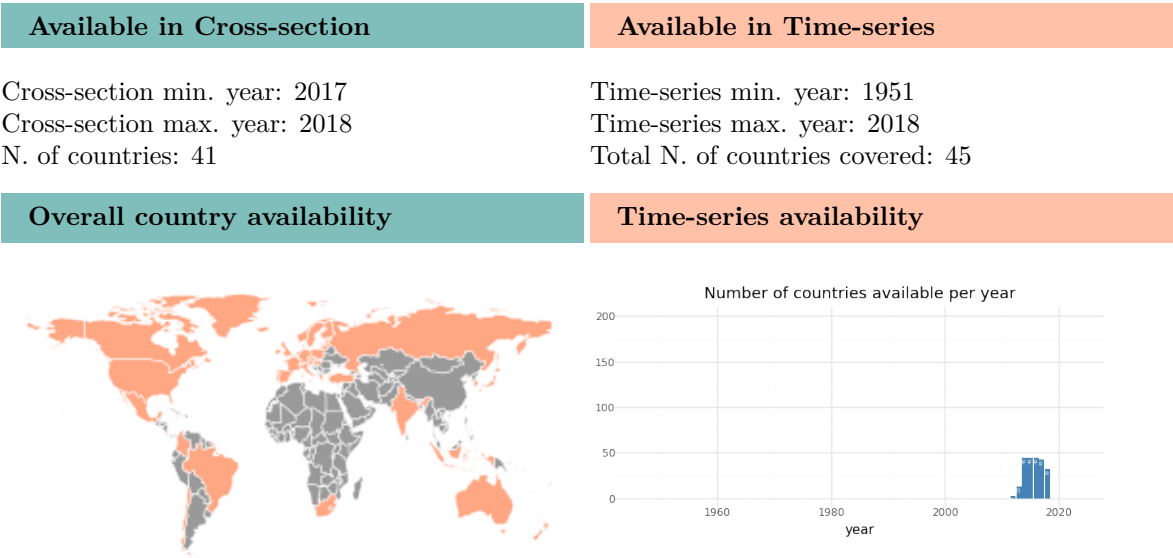 Available in Cross-section
Available in Time-series
Cross-section min. year: 2017
Cross-section max. year: 2018
N. of countries: 41
Time-series min. year: 1951
Time-series max. year: 2018
Total N. of countries covered: 45
Overall country availability
Time-series availability
Number of countries available per year
200
150
100
50
0
1960
1980
2000
2020
year